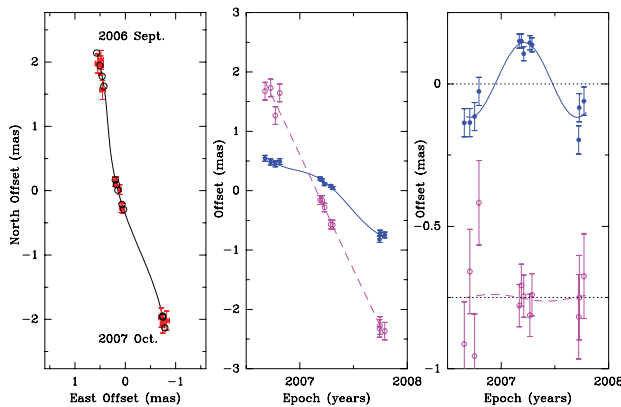 2006 Sept.
2007 Oct.
North Offset (mas)
2
1
0
-1
-2
1
0
-1
East Offset (mas)
Offset (mas)
3
2
1
0
-1
-2
-3
2007
2008
Epoch (years)
Offset (mas)
0
-0.5
-1
2007
2008
Epoch (years)